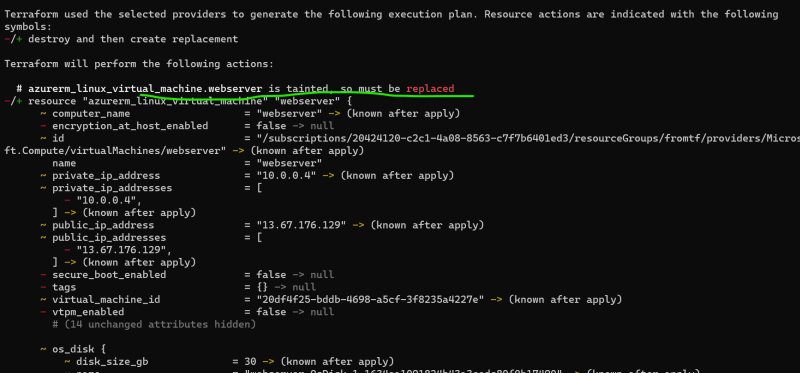 Terraform used the selected providers to generate the following execution plan. Resource actions are indicated with the following
symbols:
-/+ destroy and then create replacement
Terraform will perform the following actions:
# azurerm_linux_virtual_machine.webserver is tainted, so must be replaced
-/+ resource "azurerm_linux_virtual_machine" "webserver" {
~ computer_name = "webserver" -> (known after apply)
- encryption_at_host_enabled = false -> null
~ id = "/subscriptions/20424120-c2c1-4a08-8563-c7f7b6401ed3/resourceGroups/fromtf/providers/Micros
ft.Compute/virtualMachines/webserver" -> (known after apply)
name = "webserver"
~ private_ip_address = "10.0.0.4" -> (known after apply)
~ private_ip_addresses = [
- "10.0.0.4",
] -> (known after apply)
~ public_ip_address = "13.67.176.129" -> (known after apply)
~ public_ip_addresses = [
- "13.67.176.129",
] -> (known after apply)
- secure_boot_enabled = false -> null
- tags = {} -> null
~ virtual_machine_id = "20df4f25-bddb-4698-a5cf-3f8235a4227e" -> (known after apply)
- vtpm_enabled = false -> null
# (14 unchanged attributes hidden)
~ os_disk {
~ disk_size_gb = 30 -> (known after apply)